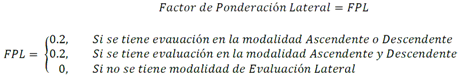 Factor de Ponderación Lateral = FPL
0.2, Si se tiene evauación en la modalidad Ascendente o Descendente
FPL = 0.2, Si se tiene evaluación en la modalidad Ascendente y Descendente
0, Si no se tiene modalidad de Evaluación Lateral